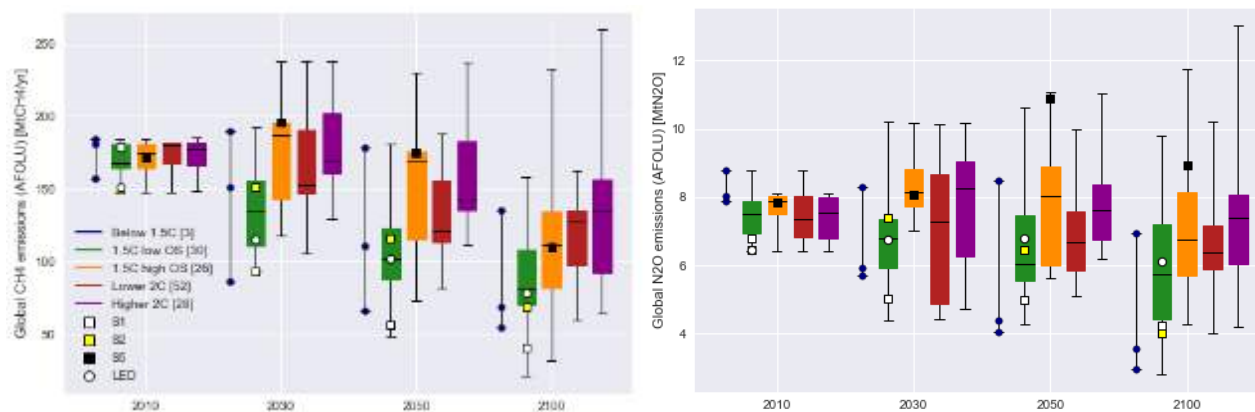 Global CH4 emissions (AFOLU) [MtCH4/yr]
250
200
150
100
50
Below 1.5C [3]
1.5C low OS [30]
1.5C high OS [26]
Lower 2C [52]
Higher 2C [28]
S1
S2
S5
LED
2010
2030
2050
2100
Global N2O emissions (AFOLU) [MtN2O]
12
10
8
6
4
2010
2030
2050
2100